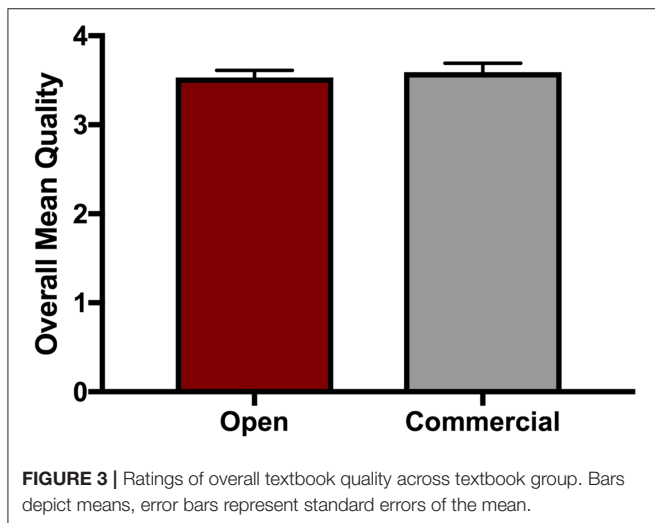 4
3
2
1
0
Overall Mean Quality
Open Commercial
FIGURE 3 | Ratings of overall textbook quality across textbook group. Bars
depict means, error bars represent standard errors of the mean.